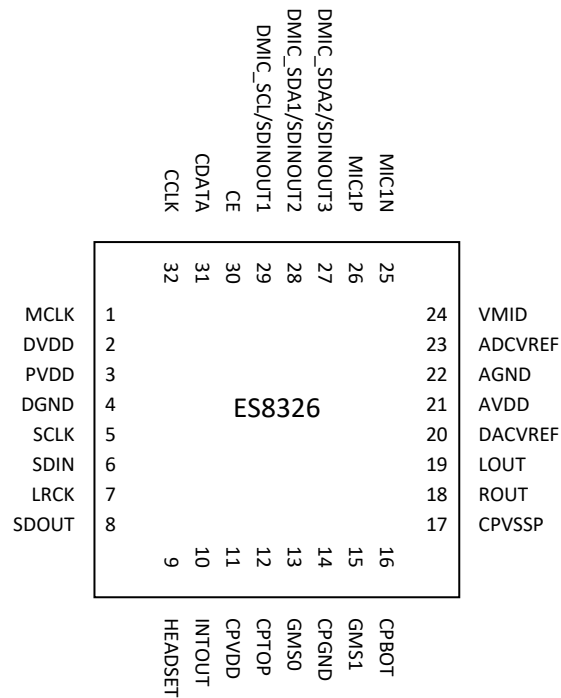 DMIC_SCL/SDINOUT1
DMIC_SDA1/SDINOUT2
DMIC_SDA2/SDINOUT3
CCLK
CDATA
CE
MIC1P
MIC1N
32
31
30
29
28
27
26
25
MCLK 1
DVDD 2
PVDD 3
DGND 4
SCLK 5
SDIN 6
LRCK 7
SDOUT 8
ES8326
24 VMID
23 ADCVREF
22 AGND
21 AVDD
20 DACVREF
19 LOUT
18 ROUT
17 CPVSSP
9
10
11
12
13
14
15
16
HEADSET
INTOUT
CPVDD
CPTOP
GMS0
CPGND
GMS1
CPBOT